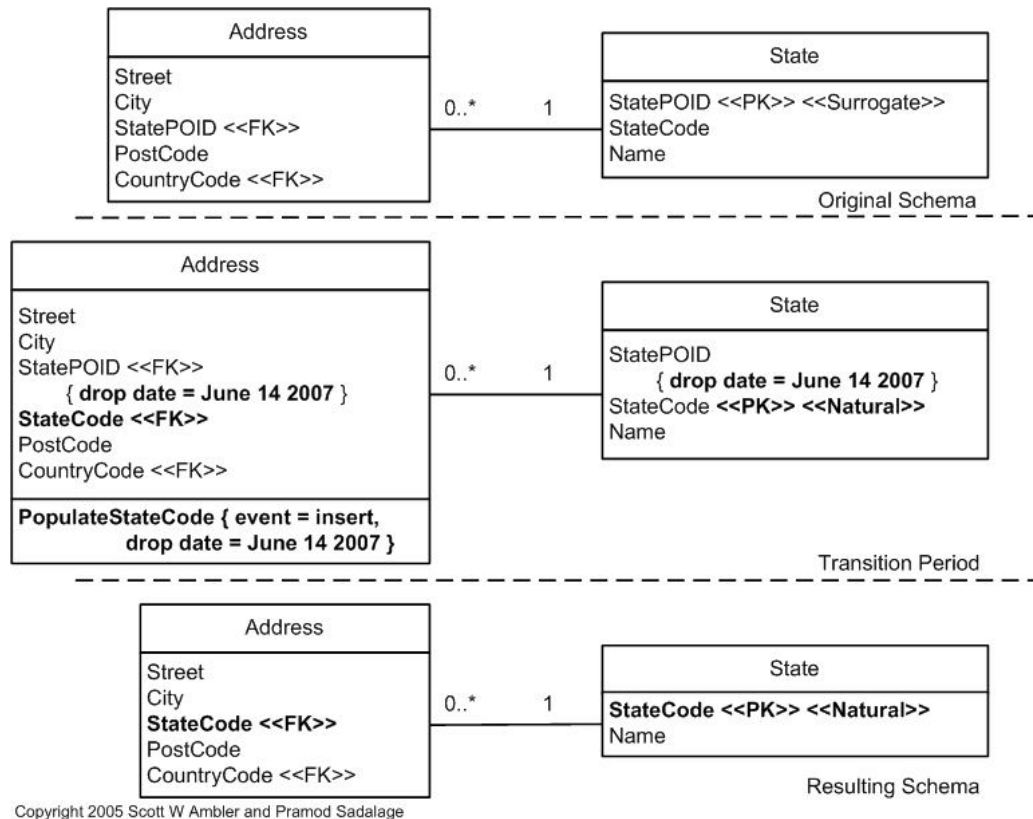 Address
Street
City
StatePOID <<FK>>
PostCode
CountryCode <<FK>>
0..*
1
State
StatePOID <<PK>> <<Surrogate>>
StateCode
Name
Original Schema
Address
Street
City
StatePOID <<FK>>
{ drop date = June 14 2007 }
StateCode <<FK>>
PostCode
CountryCode <<FK>>
PopulateStateCode { event = insert,
drop date = June 14 2007 }
0..*
1
State
StatePOID
{ drop date = June 14 2007 }
StateCode <<PK>> <<Natural>>
Name
Transition Period
Address
Street
City
StateCode <<FK>>
PostCode
CountryCode <<FK>>
0..*
1
State
StateCode <<PK>> <<Natural>>
Name
Resulting Schema
Copyright 2005 Scott W Ambler and Pramod Sadalage